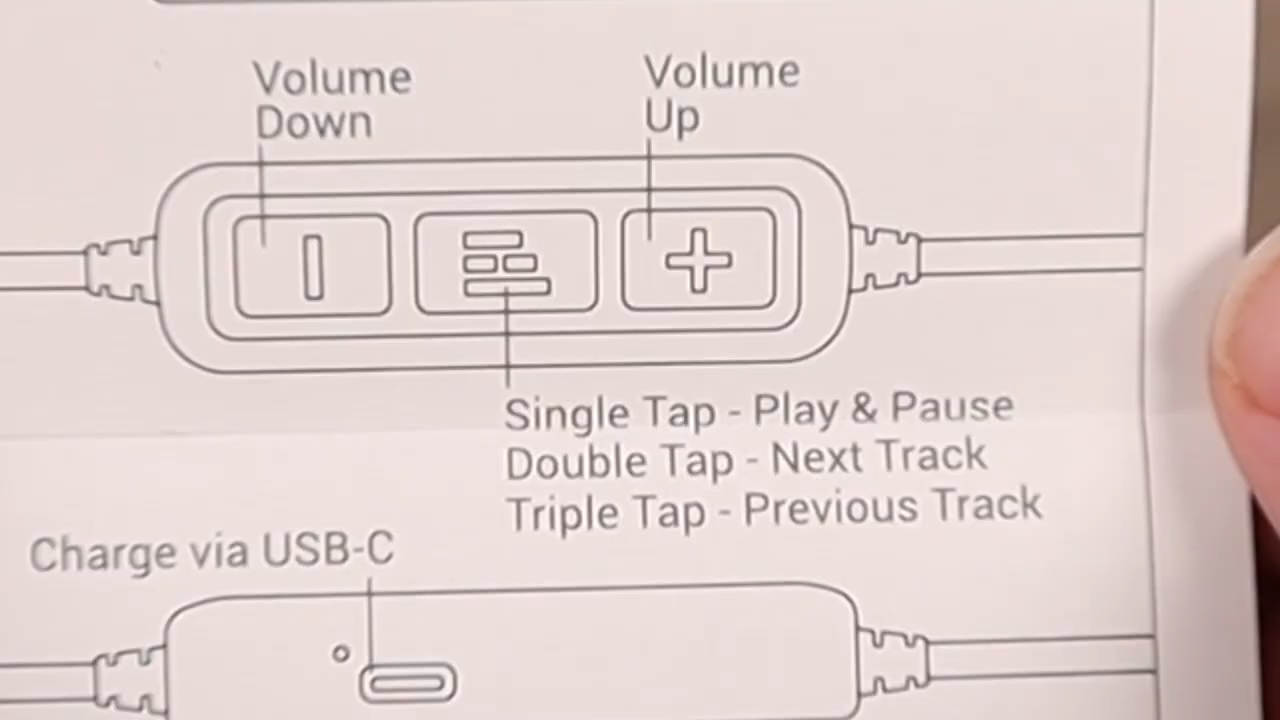 Volume
Down
Volume
Up
Single Tap - Play & Pause
Double Tap - Next Track
Triple Tap - Previous Track
Charge via USB-C